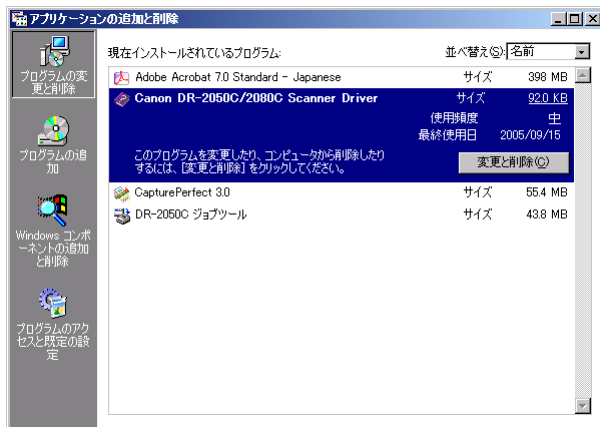 アプリケーションの追加と削除
プログラムの変
更と削除
プログラムの追
加
Windows コンポ
ーネントの追加
と削除
プログラムのアク
セスと既定の設
定
現在インストールされているプログラム:
並べ替え(S): 名前
Adobe Acrobat 7.0 Standard - Japanese サイズ 398 MB
Canon DR-2050C/2080C Scanner Driver サイズ 92.0 KB
使用頻度 中
最終使用日 2005/09/15
このプログラムを変更したり、コンピュータから削除したり
するには、[変更と削除] をクリックしてください。
変更と削除(C)
CapturePerfect 3.0 サイズ 55.4 MB
DR-2050C ジョブツール サイズ 43.8 MB